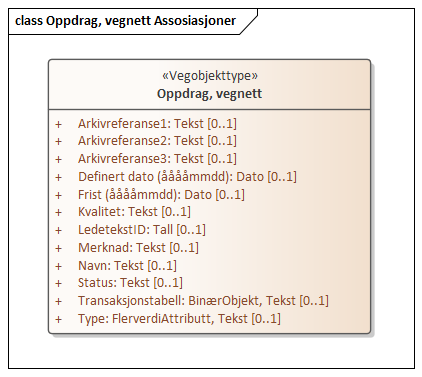 class Oppdrag, vegnett Assosiasjoner
«Vegobjekttype»
Oppdrag, vegnett
+ Arkivreferanse1: Tekst [0..1]
+ Arkivreferanse2: Tekst [0..1]
+ Arkivreferanse3: Tekst [0..1]
+ Definert dato (ååååmmdd): Dato [0..1]
+ Frist (ååååmmdd): Dato [0..1]
+ Kvalitet: Tekst [0..1]
+ LedetekstID: Tall [0..1]
+ Merknad: Tekst [0..1]
+ Navn: Tekst [0..1]
+ Status: Tekst [0..1]
+ Transaksjonstabell: BinærObjekt, Tekst [0..1]
+ Type: FlerverdiAttributt, Tekst [0..1]